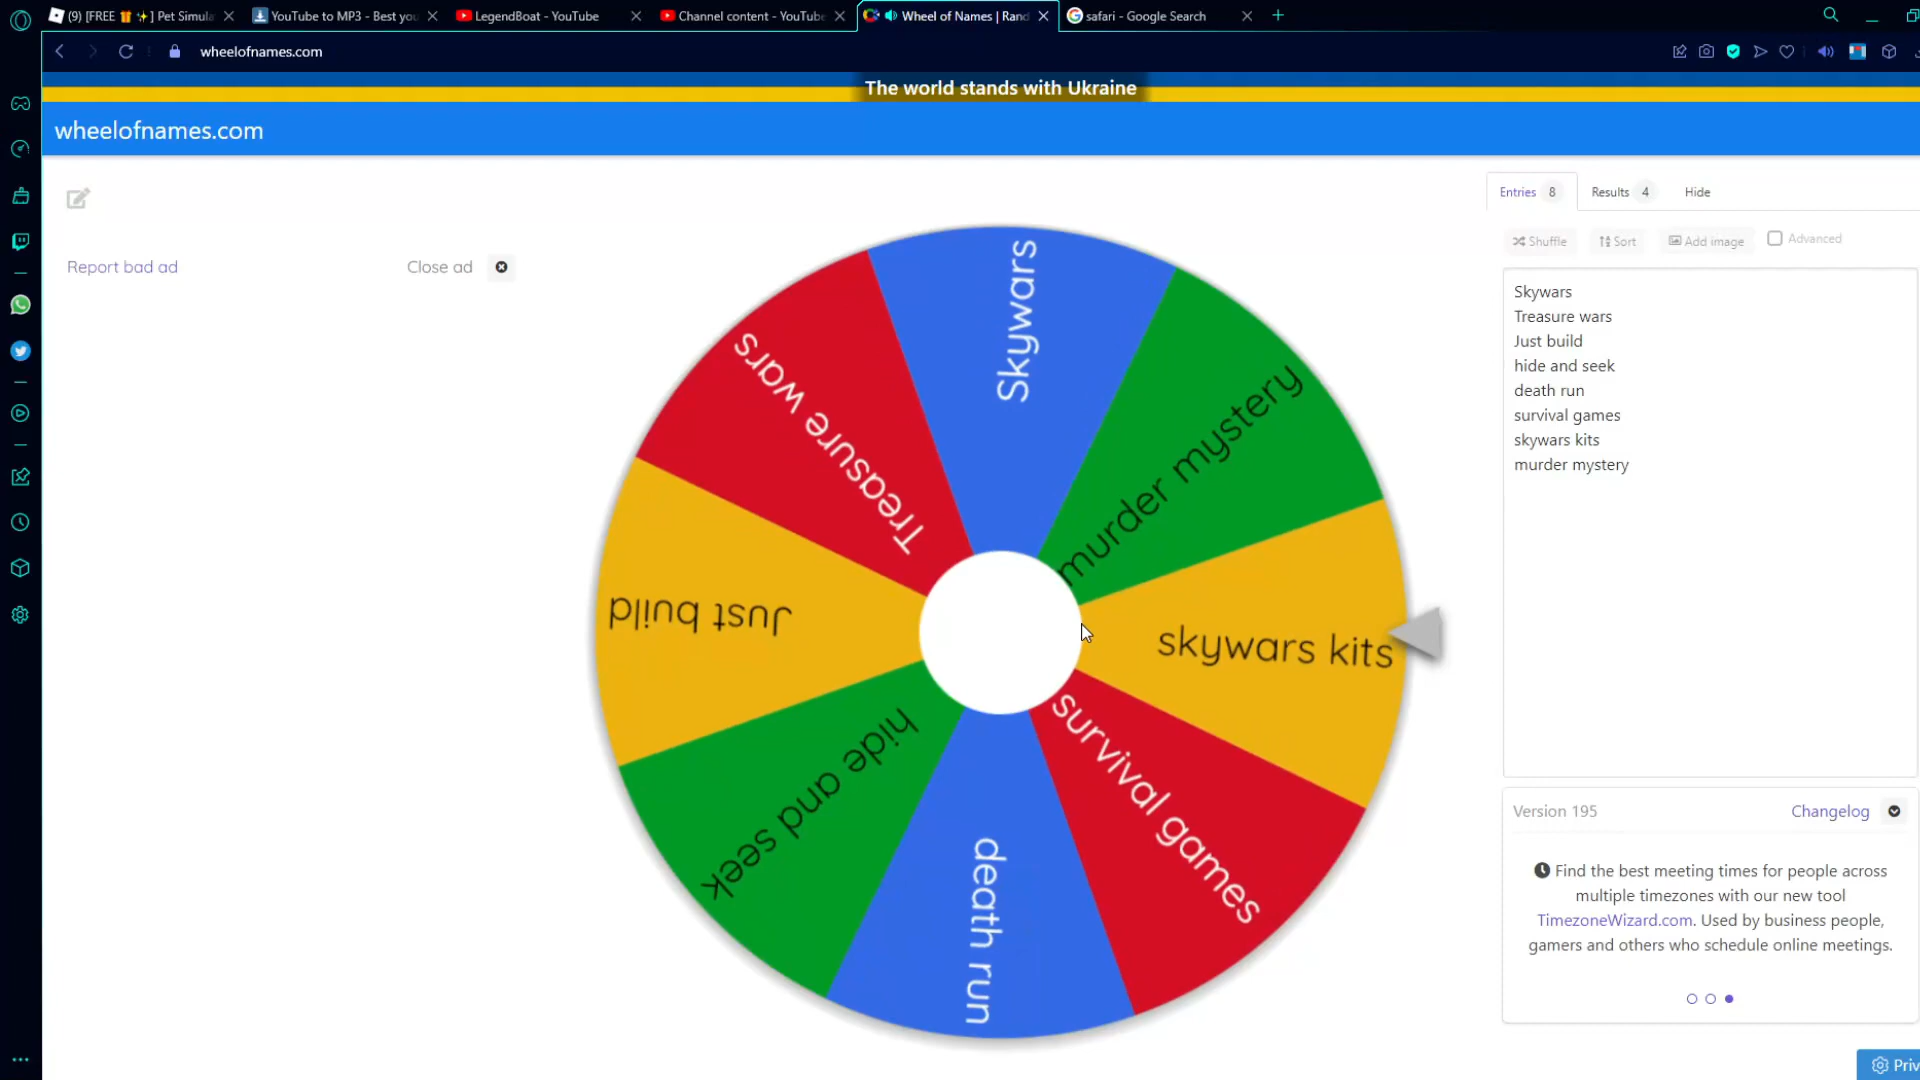 (9) [FREE 🎁✨] Pet Simula
YouTube to MP3 - Best you
LegendBoat - YouTube
Channel content - YouTube
Wheel of Names | Rand
safari - Google Search
wheelofnames.com
The world stands with Ukraine
wheelofnames.com
Report bad ad
Close ad
Skywars
murder mystery
skywars kits
survival games
death run
hide and seek
Just build
Treasure wars
Entries 8
Results 4
Hide
Shuffle
Sort
Add image
Advanced
Skywars
Treasure wars
Just build
hide and seek
death run
survival games
skywars kits
murder mystery
Version 195
Changelog
Find the best meeting times for people across
multiple timezones with our new tool
TimezoneWizard.com. Used by business people,
gamers and others who schedule online meetings.
Priv